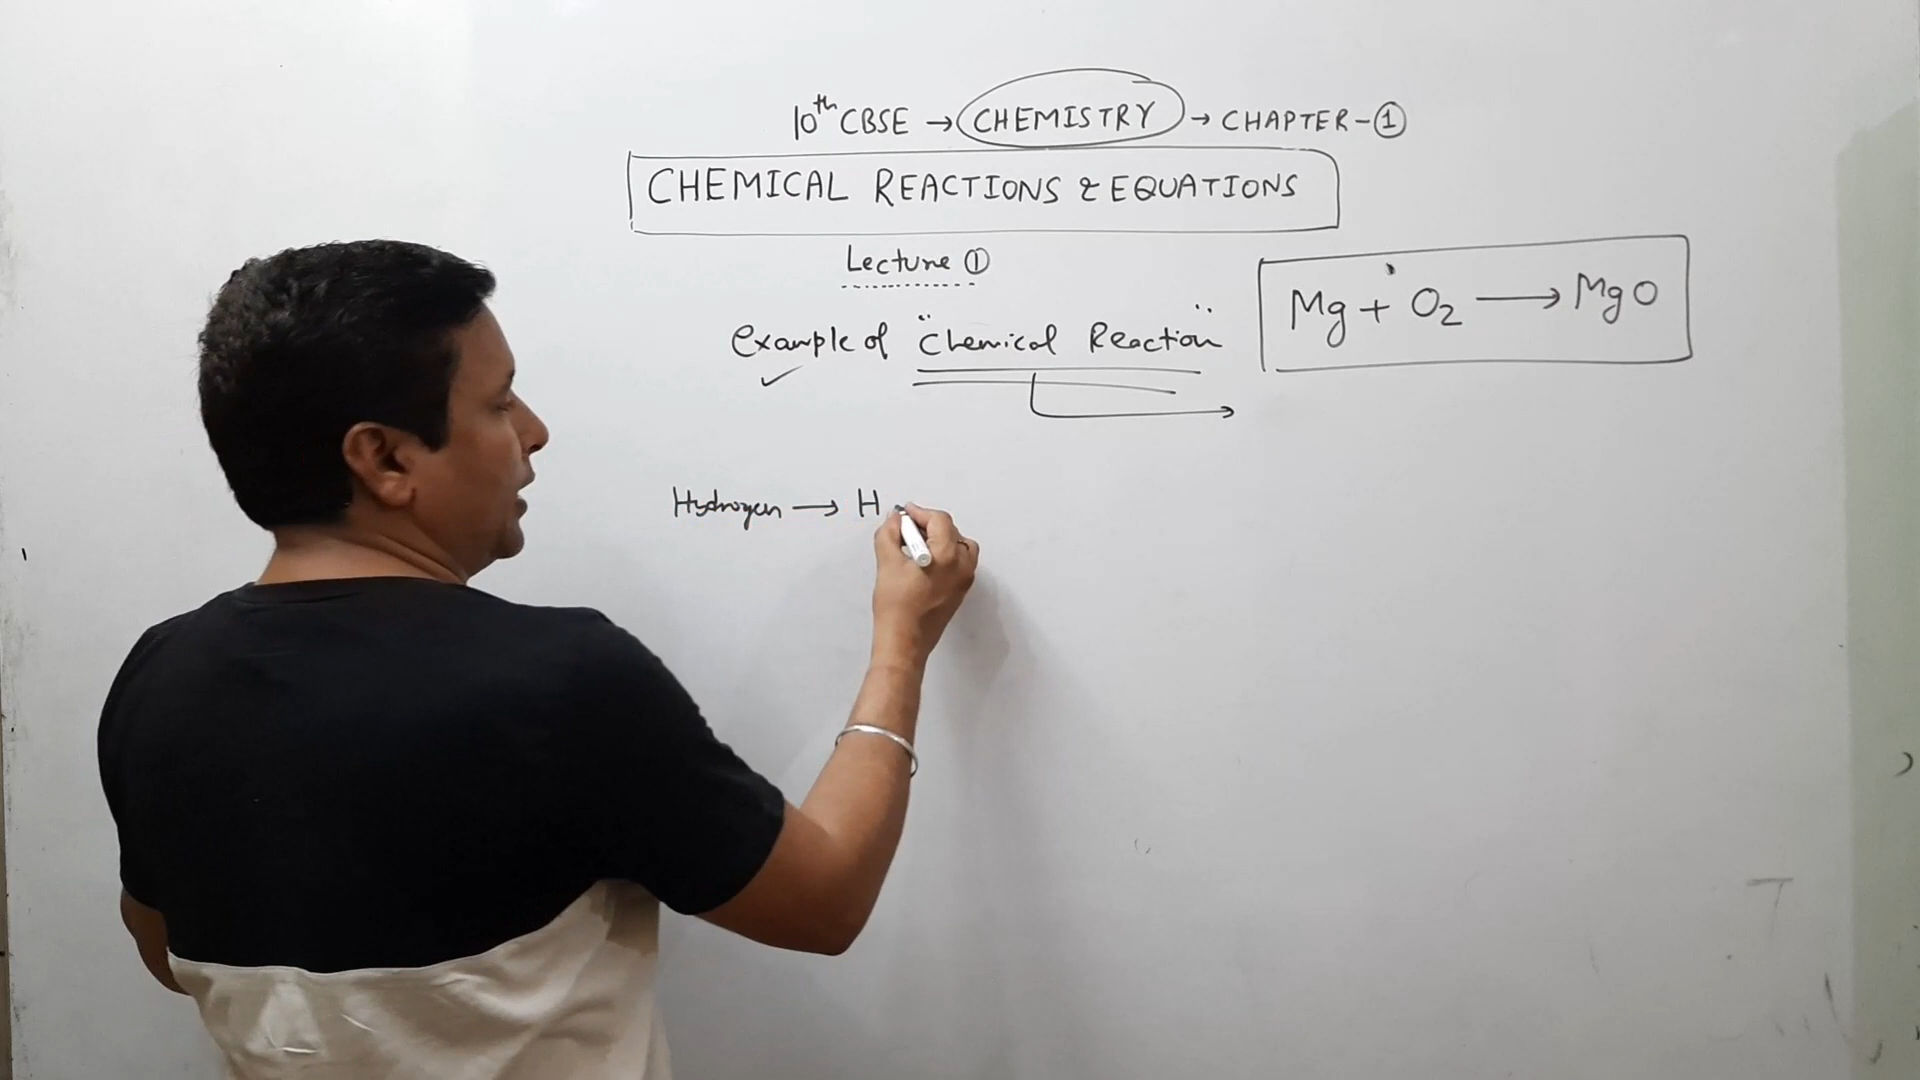 10th CBSE → CHEMISTRY → CHAPTER - ①
CHEMICAL REACTIONS & EQUATIONS
Lecture ①
Example of "Chemical Reaction"
Mg + O₂ → MgO
Hydrogen → H